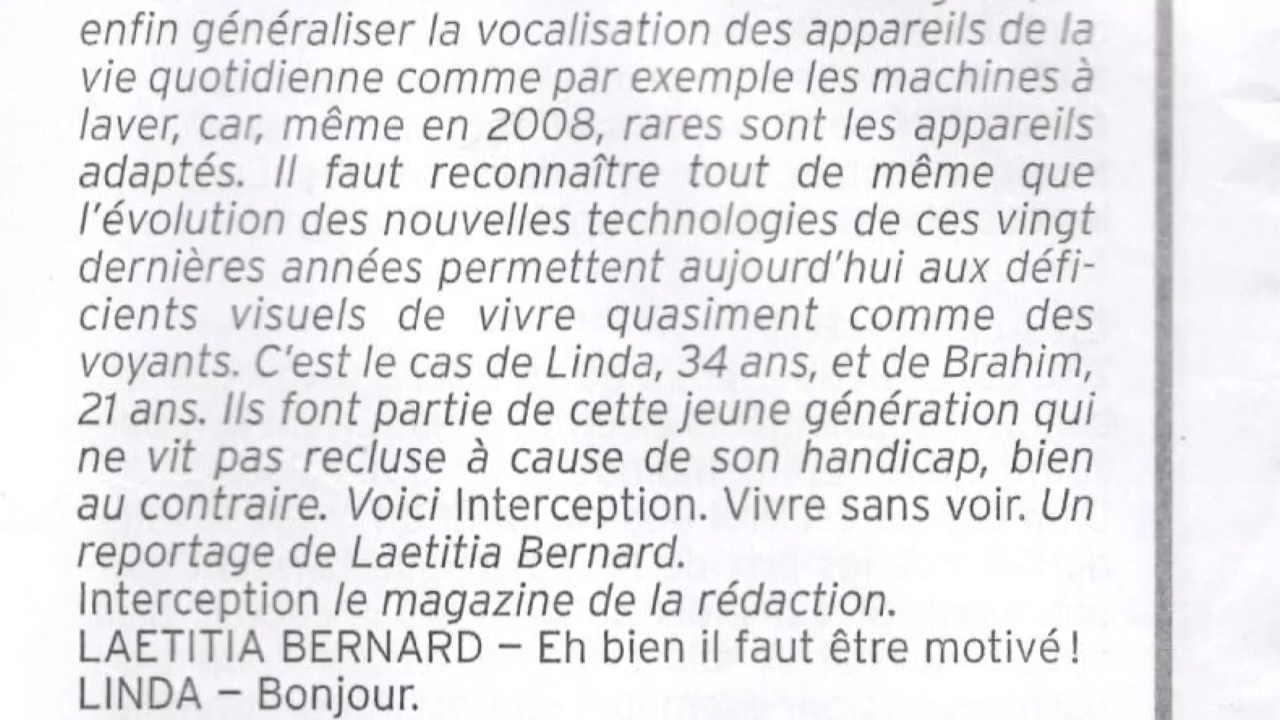 enfin généraliser la vocalisation des appareils de la
vie quotidienne comme par exemple les machines à
laver, car, même en 2008, rares sont les appareils
adaptés. Il faut reconnaître tout de même que
l'évolution des nouvelles technologies de ces vingt
dernières années permettent aujourd'hui aux défi-
cients visuels de vivre quasiment comme des
voyants. C'est le cas de Linda, 34 ans, et de Brahim,
21 ans. Ils font partie de cette jeune génération qui
ne vit pas recluse à cause de son handicap, bien
au contraire. Voici Interception. Vivre sans voir. Un
reportage de Laetitia Bernard.
Interception le magazine de la rédaction.
LAETITIA BERNARD – Eh bien il faut être motivé !
LINDA – Bonjour.